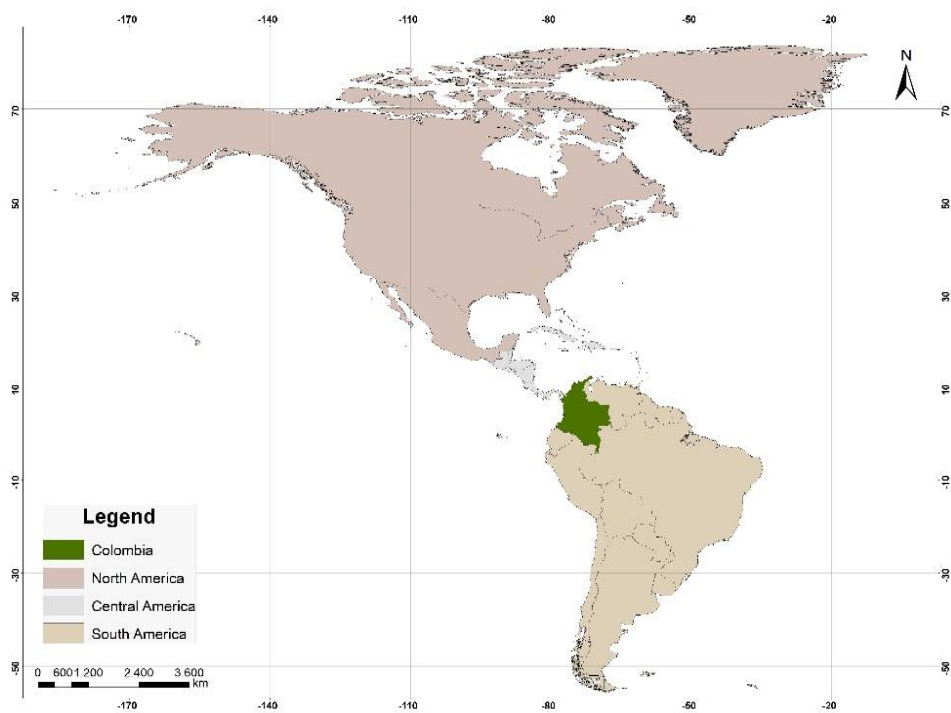 -170 -140 -110 -80 -50 -20
N
70 70
50 50
30 30
10 10
-10 -10
-30 -30
-50 -50
Legend
Colombia
North America
Central America
South America
0 600 1.200 2.400 3.600
km
-170 -140 -110 -80 -50 -20